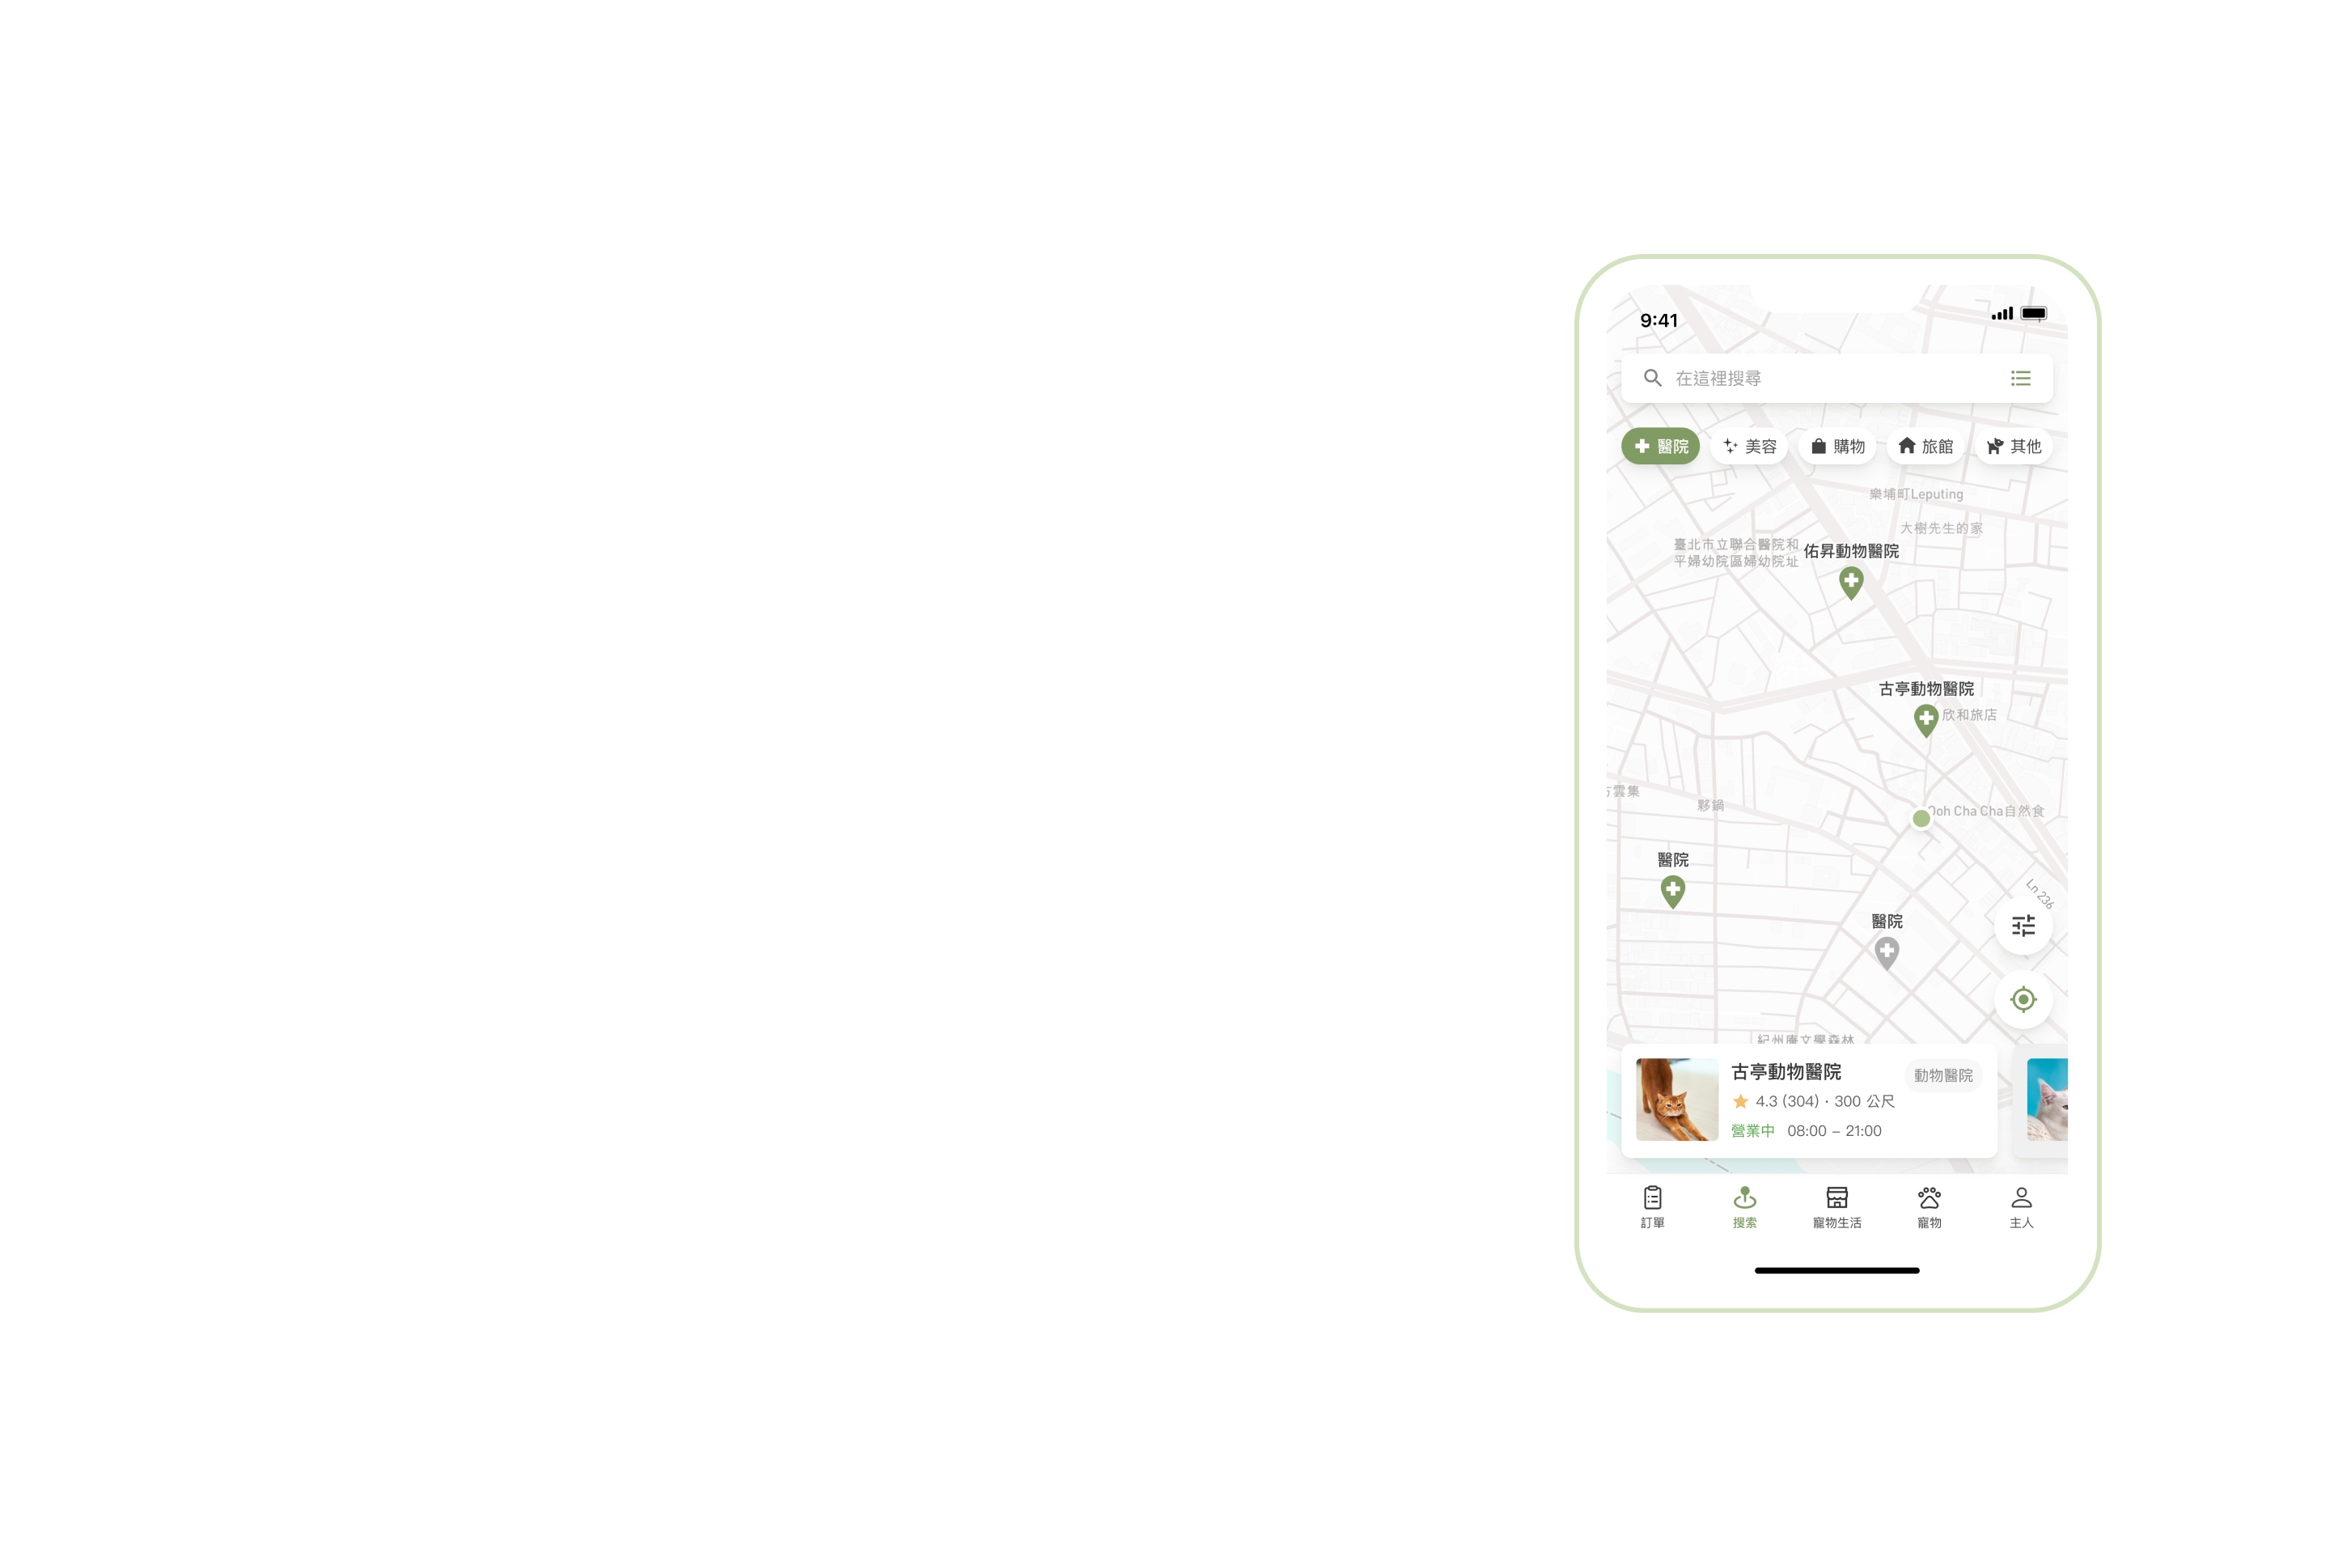 9:41
在這裡搜尋
醫院 美容 購物 旅館 其他
樂埔町Leputing
大樹先生的家
臺北市立聯合醫院和
平婦幼院區婦幼院址
佑昇動物醫院
古亭動物醫院
欣和旅店
雲集
夥鍋
Ooh Cha Cha自然食
醫院
Ln 236
醫院
紀州庵文學森林
古亭動物醫院
動物醫院
4.3 (304) · 300 公尺
營業中 08:00 – 21:00
訂單 搜索 寵物生活 寵物 主人